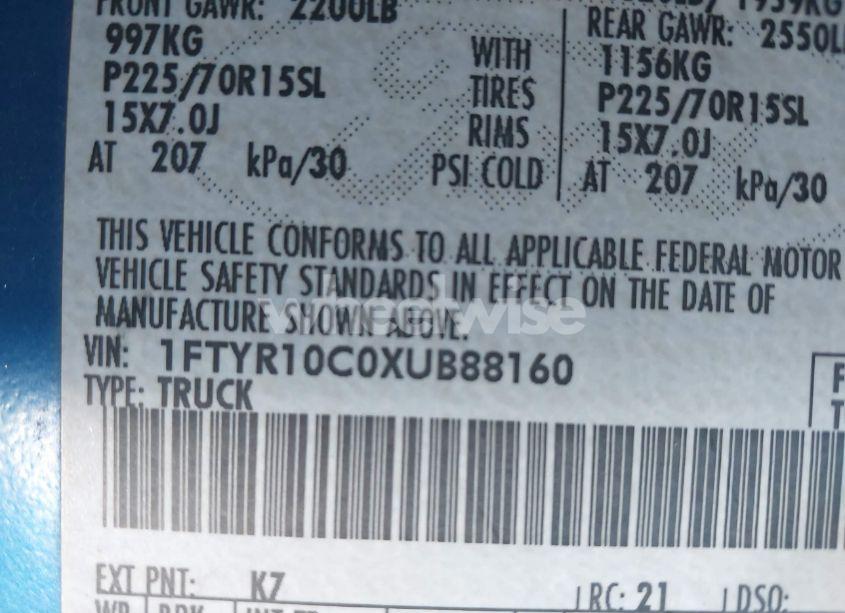 FRONT GAWR: 2200LB
997KG
P225/70R15SL
15X7.0J
AT 207 kPa/30
WITH
TIRES
RIMS
PSI COLD
1959KG
REAR GAWR: 2550L
1156KG
P225/70R15SL
15X7.0J
AT 207 kPa/30
THIS VEHICLE CONFORMS TO ALL APPLICABLE FEDERAL MOTOR
VEHICLE SAFETY STANDARDS IN EFFECT ON THE DATE OF
MANUFACTURE SHOWN ABOVE.
wheelwise
VIN: 1FTYR10C0XUB88160
TYPE: TRUCK
F
T
EXT PNT: K7
RC: 21 DSO: